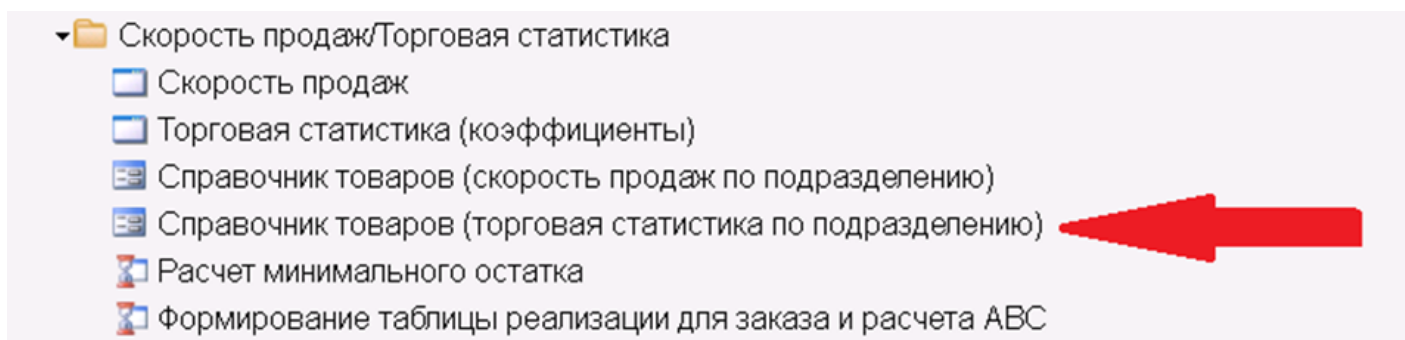 Скорость продаж/Торговая статистика
Скорость продаж
Торговая статистика (коэффициенты)
Справочник товаров (скорость продаж по подразделению)
Справочник товаров (торговая статистика по подразделению)
Расчет минимального остатка
Формирование таблицы реализации для заказа и расчета ABC